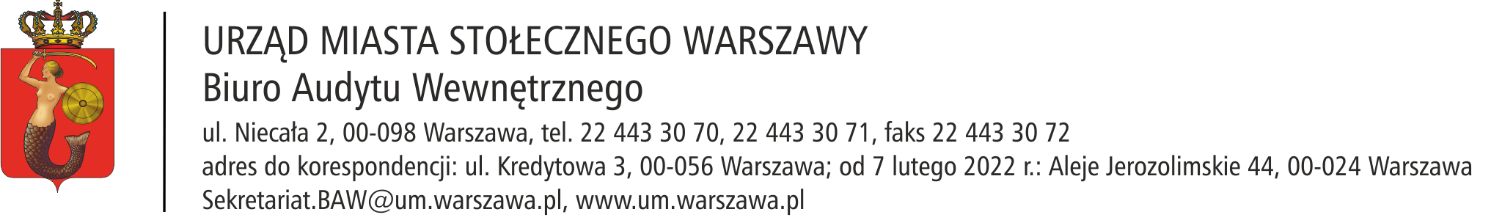 URZĄD MIASTA STOŁECZNEGO WARSZAWY
Biuro Audytu Wewnętrznego
ul. Niecała 2, 00-098 Warszawa, tel. 22 443 30 70, 22 443 30 71, faks 22 443 30 72
adres do korespondencji: ul. Kredytowa 3, 00-056 Warszawa; od 7 lutego 2022 r.: Aleje Jerozolimskie 44, 00-024 Warszawa
Sekretariat.BAW@um.warszawa.pl, www.um.warszawa.pl